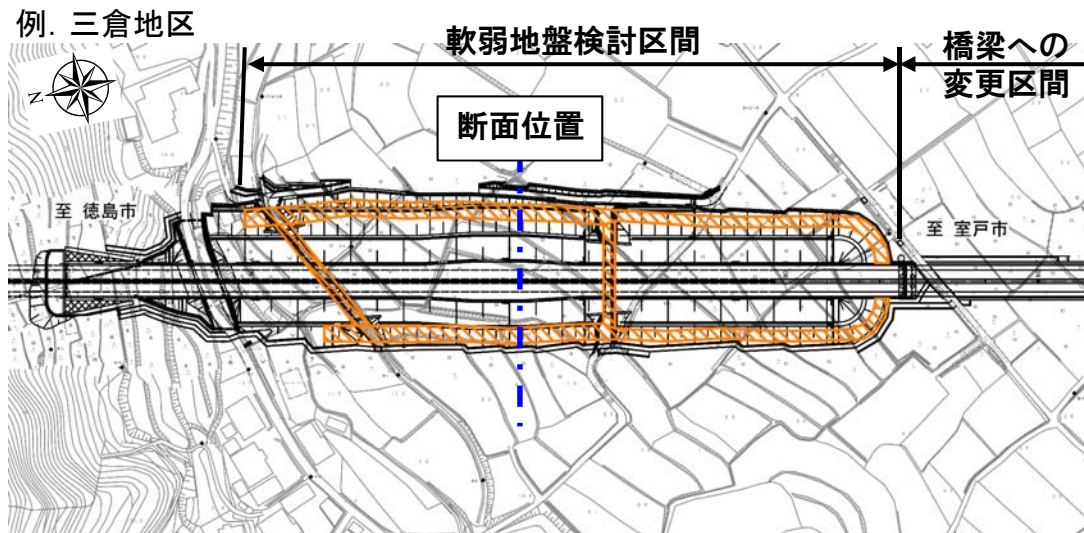 例．三倉地区
軟弱地盤検討区間
橋梁への
変更区間
N
断面位置
至 徳島市
至 室戸市